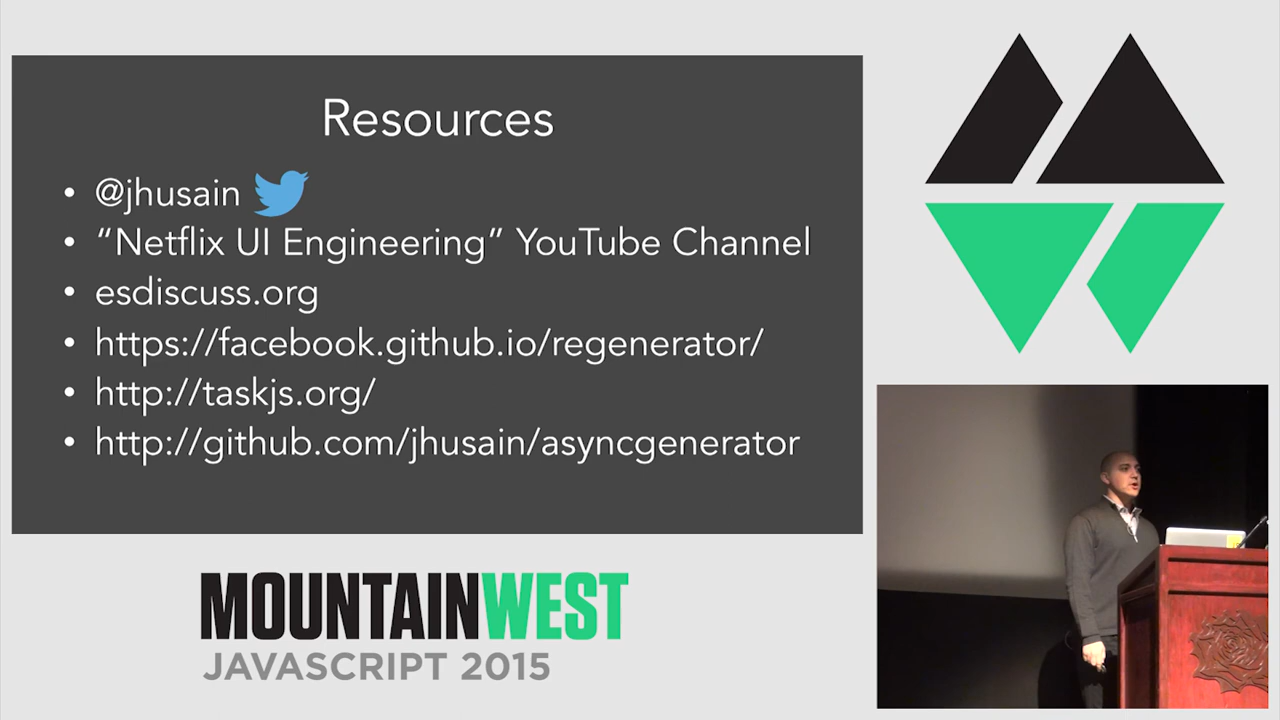 Resources
• @jhusain
• “Netflix UI Engineering” YouTube Channel
• esdiscuss.org
• https://facebook.github.io/regenerator/
• http://taskjs.org/
• http://github.com/jhusain/asyncgenerator
MOUNTAINWEST
JAVASCRIPT 2015